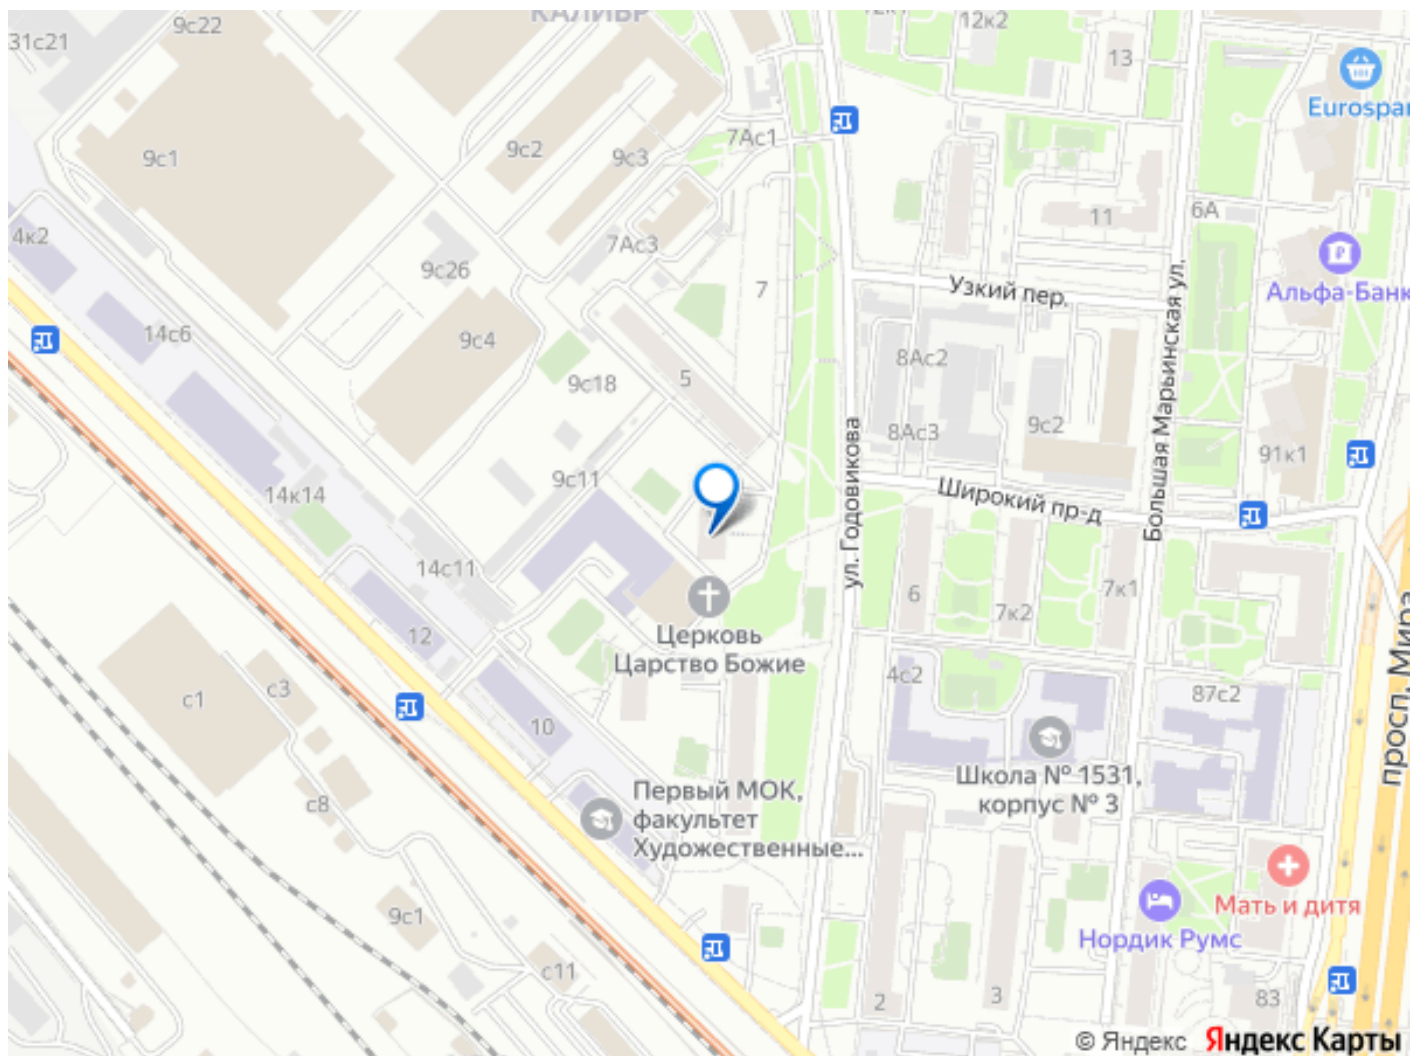 КАЛИБР
9с22
31с21
12к1
12к2
13
Eurospar
9с1
9с2
9с3
7Ас1
4к2
9с26
7Ас3
7
11
6А
Альфа-Банк
Узкий пер.
14с6
9с4
9с18
5
8Ас2
8Ас3
9с2
Большая Марьинская ул.
91к1
14к14
9с11
ул. Годовикова
Широкий пр-д
14с11
12
Церковь
Царство Божие
6
7к2
7к1
просп. Мира
с1
с3
10
4с2
87с2
Школа № 1531,
корпус № 3
с8
Первый МОК,
факультет
Художественные...
9с1
Мать и дитя
Нордик Румс
с11
2
3
83
© Яндекс Яндекс Карты